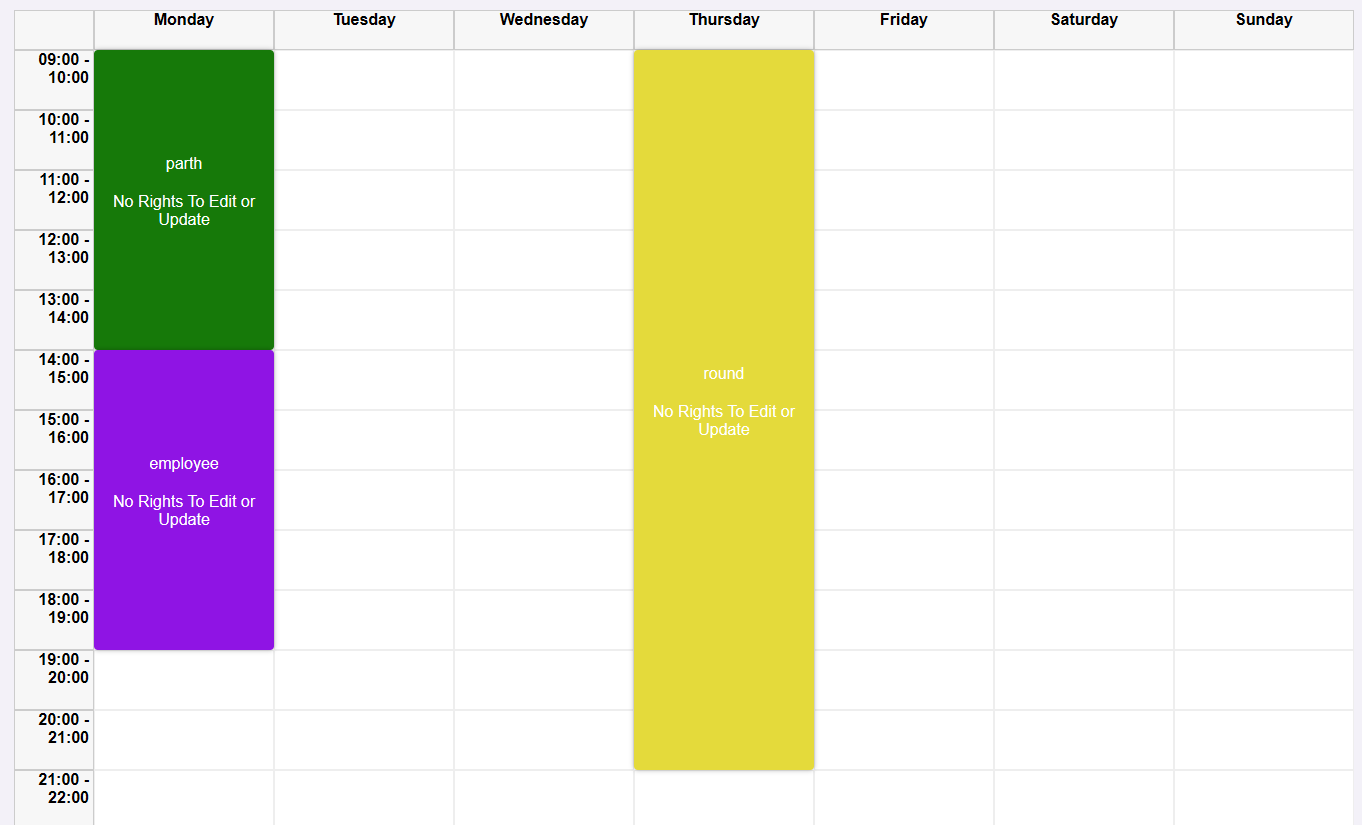 Monday Tuesday Wednesday Thursday Friday Saturday Sunday
09:00 -
10:00
10:00 -
11:00
parth
11:00 -
12:00
No Rights To Edit or
Update
12:00 -
13:00
13:00 -
14:00
14:00 -
15:00
round
15:00 -
16:00
No Rights To Edit or
Update
employee
16:00 -
17:00
No Rights To Edit or
Update
17:00 -
18:00
18:00 -
19:00
19:00 -
20:00
20:00 -
21:00
21:00 -
22:00